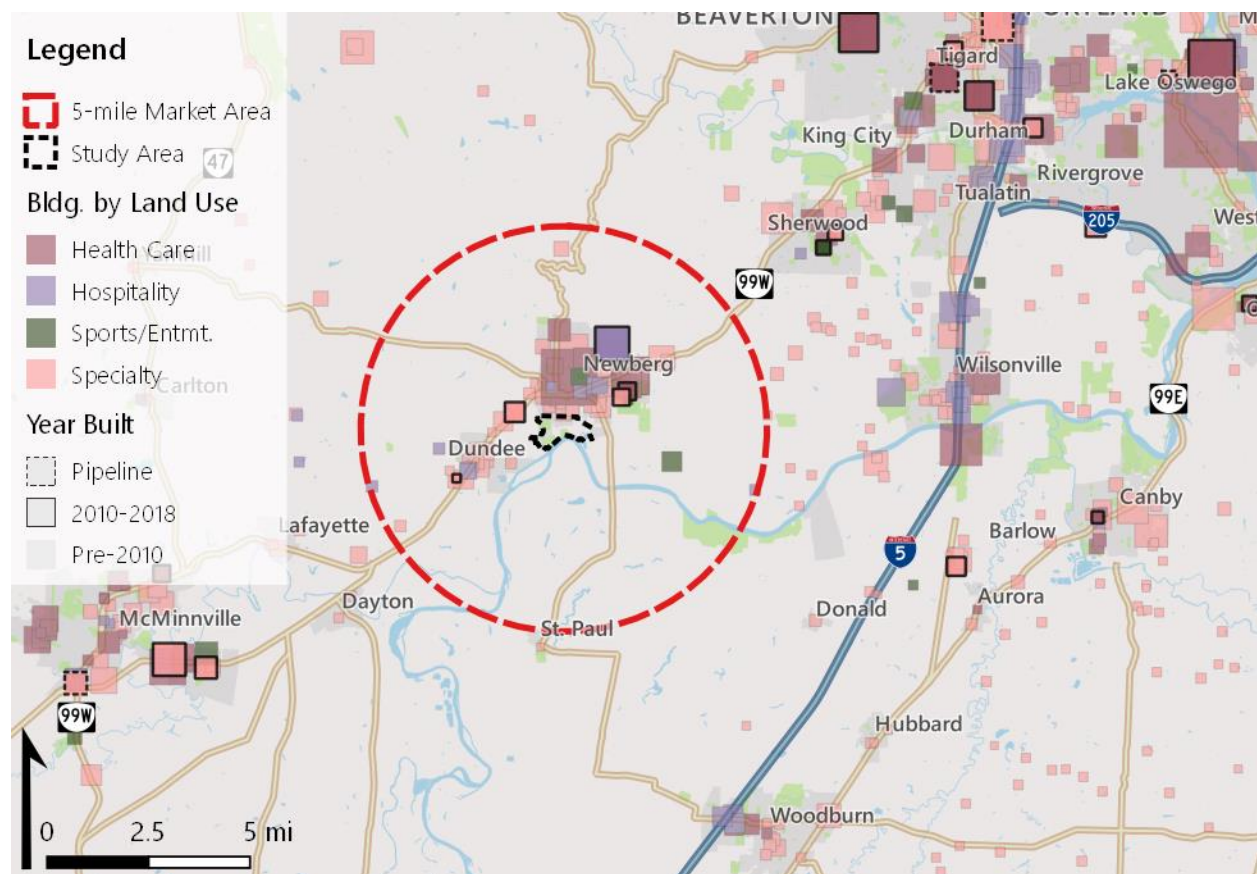 BEAVERTON
PORTLAND
Legend
5-mile Market Area
Study Area
47
Bldg. by Land Use
Health Care
Hospitality
Sports/Entmt.
Specialty
Carlton
Year Built
Pipeline
2010-2018
Pre-2010
Tigard
Lake Oswego
King City
Durham
Rivergrove
Tualatin
Sherwood
205
West
99W
Newberg
Wilsonville
99E
Dundee
Canby
Lafayette
Barlow
5
Dayton
Donald
Aurora
McMinnville
St. Paul
99W
Hubbard
Woodburn
0 2.5 5 mi